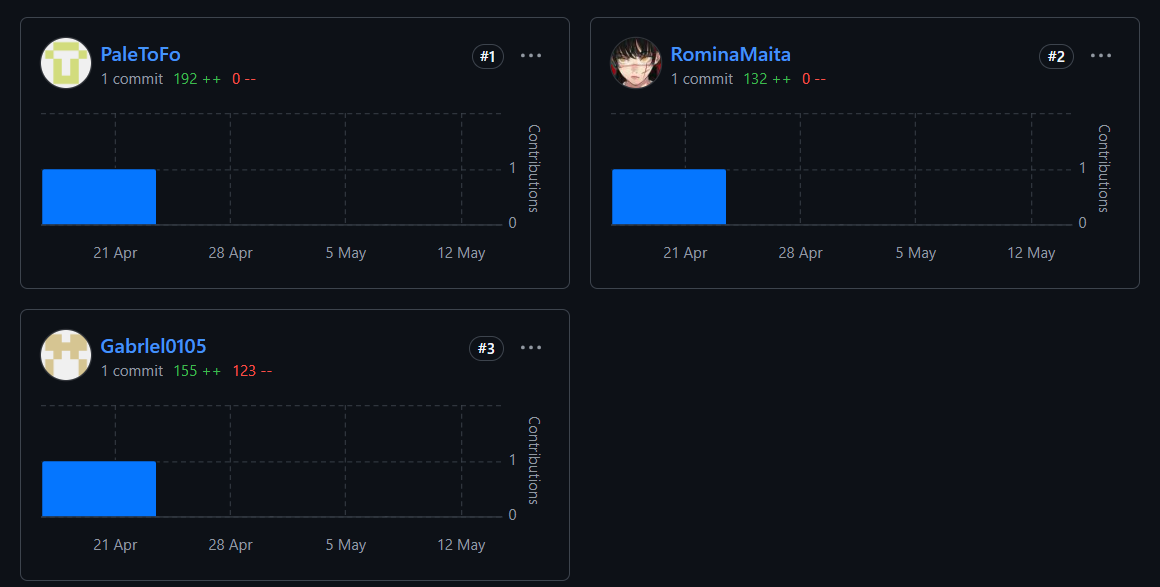 PaleToFo
#1
1 commit 192 ++ 0 --
Contributions
1
0
21 Apr 28 Apr 5 May 12 May
RominaMaita
#2
1 commit 132 ++ 0 --
Contributions
1
0
21 Apr 28 Apr 5 May 12 May
Gabrlel0105
#3
1 commit 155 ++ 123 --
Contributions
1
0
21 Apr 28 Apr 5 May 12 May